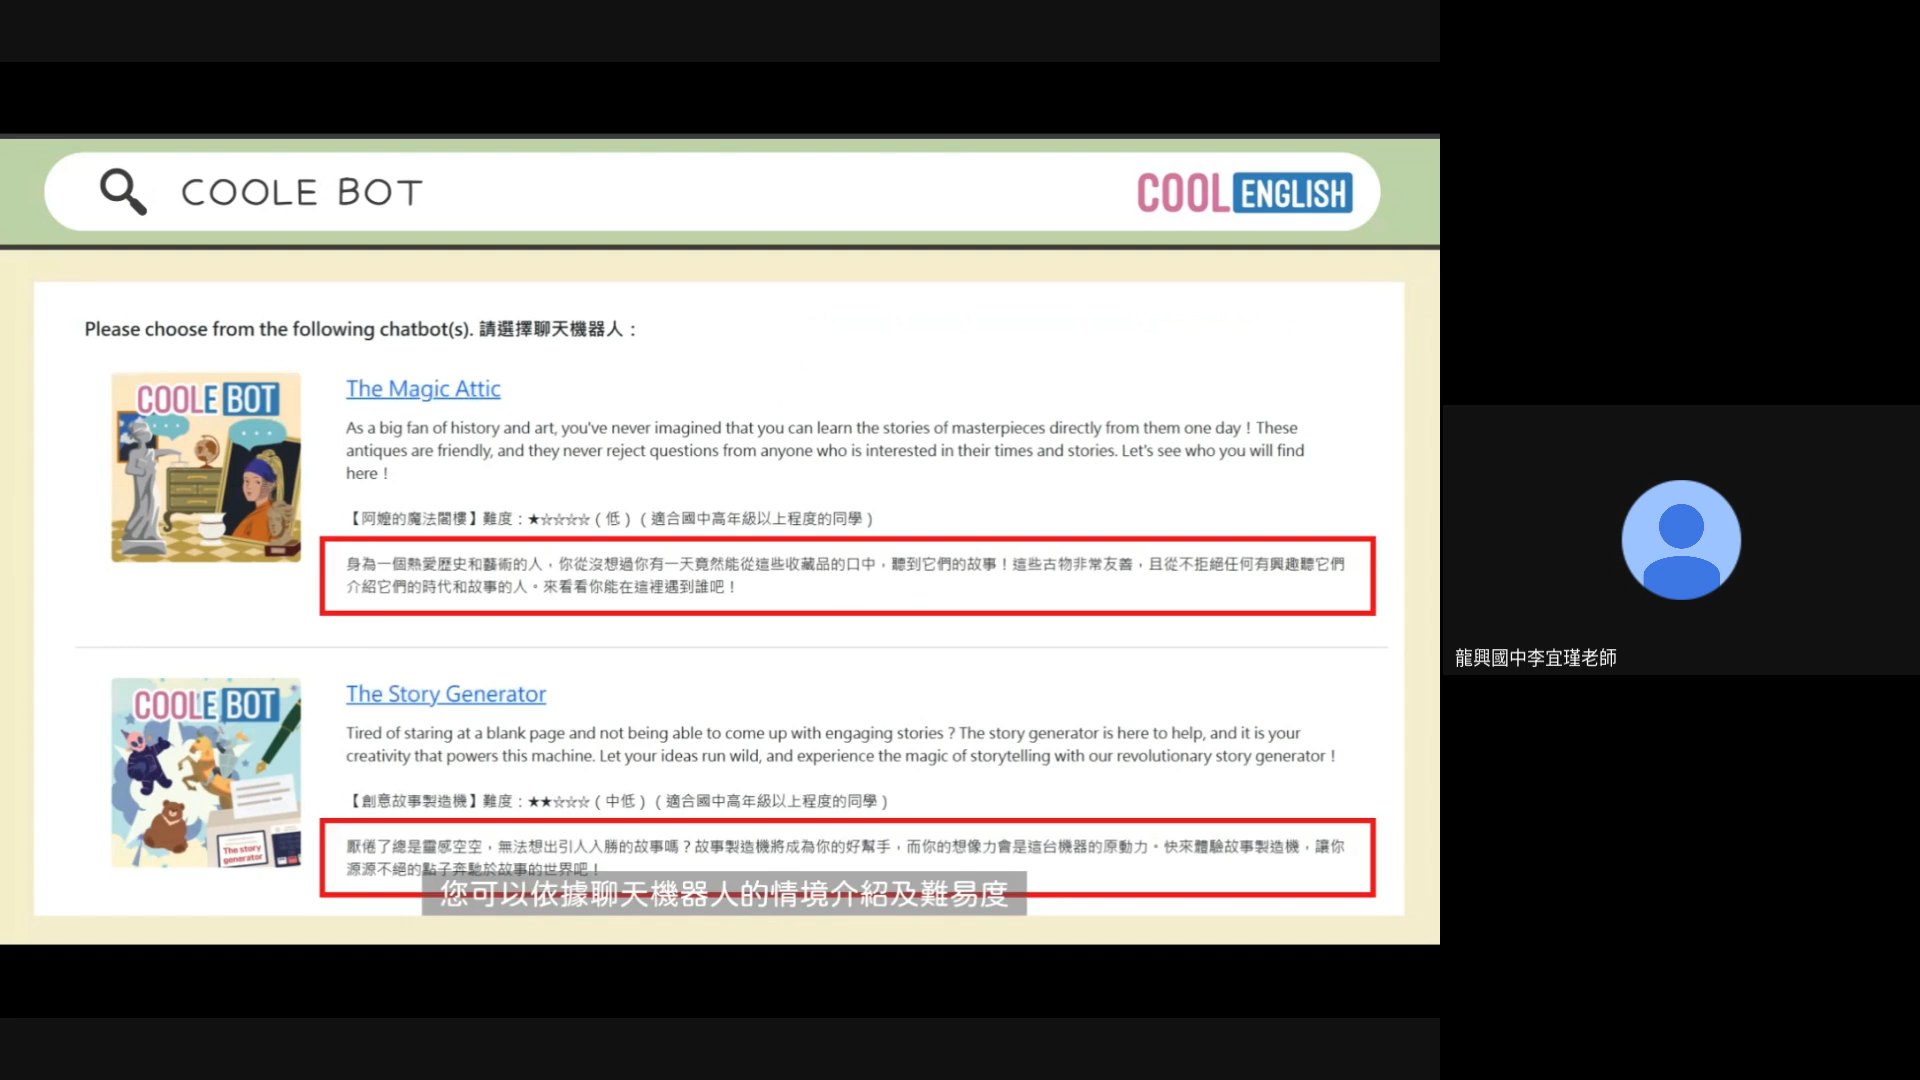 COOLE BOT
COOL ENGLISH
Please choose from the following chatbot(s). 請選擇聊天機器人：
COOLE BOT
The Magic Attic
As a big fan of history and art, you've never imagined that you can learn the stories of masterpieces directly from them one day ! These
antiques are friendly, and they never reject questions from anyone who is interested in their times and stories. Let's see who you will find
here !
【阿嬤的魔法閣樓】難度：★☆☆☆☆（低）（適合國中高年級以上程度的同學）
身為一個熱愛歷史和藝術的人，你從沒想過你有一天竟然能從這些收藏品的口中，聽到它們的故事！這些古物非常友善，且從不拒絕任何有興趣聽它們
介紹它們的時代和故事的人。來看看你能在這裡遇到誰吧！
COOLE BOT
The story
generator
The Story Generator
Tired of staring at a blank page and not being able to come up with engaging stories ? The story generator is here to help, and it is your
creativity that powers this machine. Let your ideas run wild, and experience the magic of storytelling with our revolutionary story generator !
【創意故事製造機】難度：★★☆☆☆（中低）（適合國中高年級以上程度的同學）
厭倦了總是靈感空空，無法想出引人入勝的故事嗎？故事製造機將成為你的好幫手，而你的想像力會是這台機器的原動力。快來體驗故事製造機，讓你
源源不絕的點子奔馳於故事的世界吧！
您可以依據聊天機器人的情境介紹及難易度
龍興國中李宜瑾老師